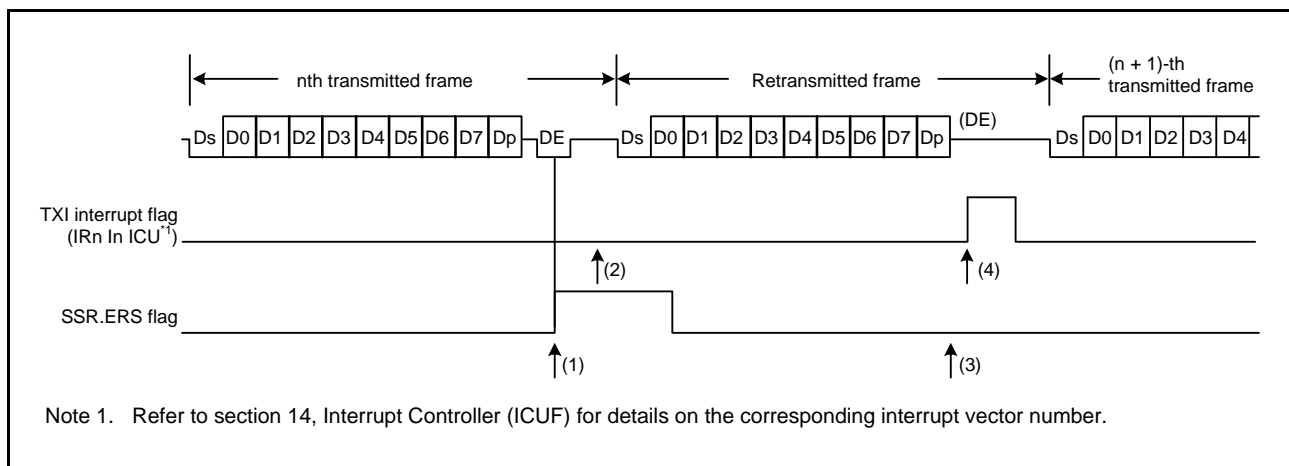 nth transmitted frame
Retransmitted frame
(n + 1)-th
transmitted frame
Ds D0 D1 D2 D3 D4 D5 D6 D7 Dp DE Ds D0 D1 D2 D3 D4 D5 D6 D7 Dp (DE) Ds D0 D1 D2 D3 D4
TXI interrupt flag
(IRn In ICU*1)
(2)
(4)
SSR.ERS flag
(1)
(3)
Note 1. Refer to section 14, Interrupt Controller (ICUF) for details on the corresponding interrupt vector number.